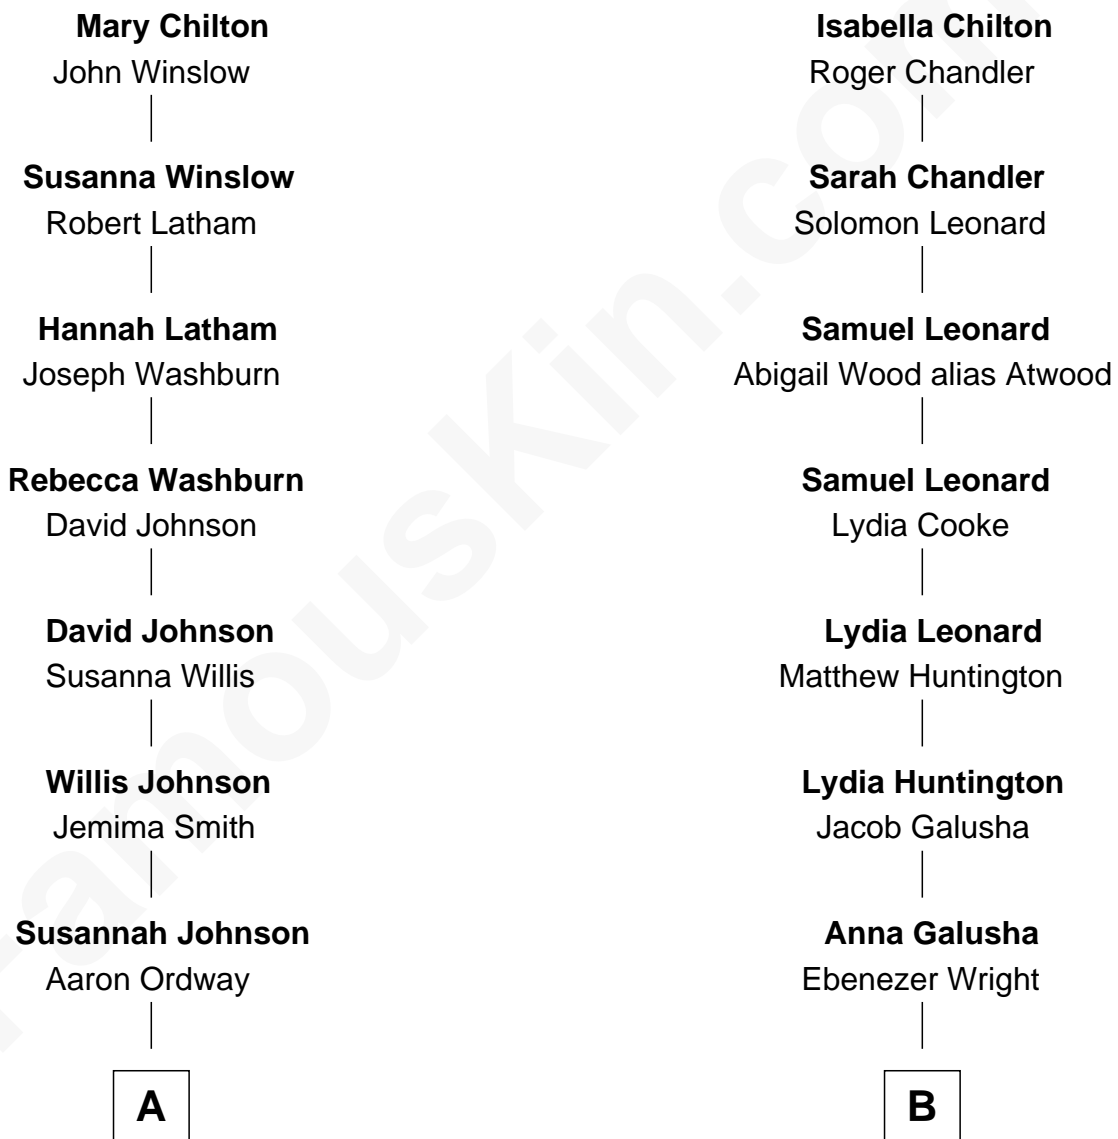 Mary Chilton
John Winslow
Susanna Winslow
Robert Latham
Hannah Latham
Joseph Washburn
Rebecca Washburn
David Johnson
David Johnson
Susanna Willis
Willis Johnson
Jemima Smith
Susannah Johnson
Aaron Ordway
A
Isabella Chilton
Roger Chandler
Sarah Chandler
Solomon Leonard
Samuel Leonard
Abigail Wood alias Atwood
Samuel Leonard
Lydia Cooke
Lydia Leonard
Matthew Huntington
Lydia Huntington
Jacob Galusha
Anna Galusha
Ebenezer Wright
B
FamousKin.com